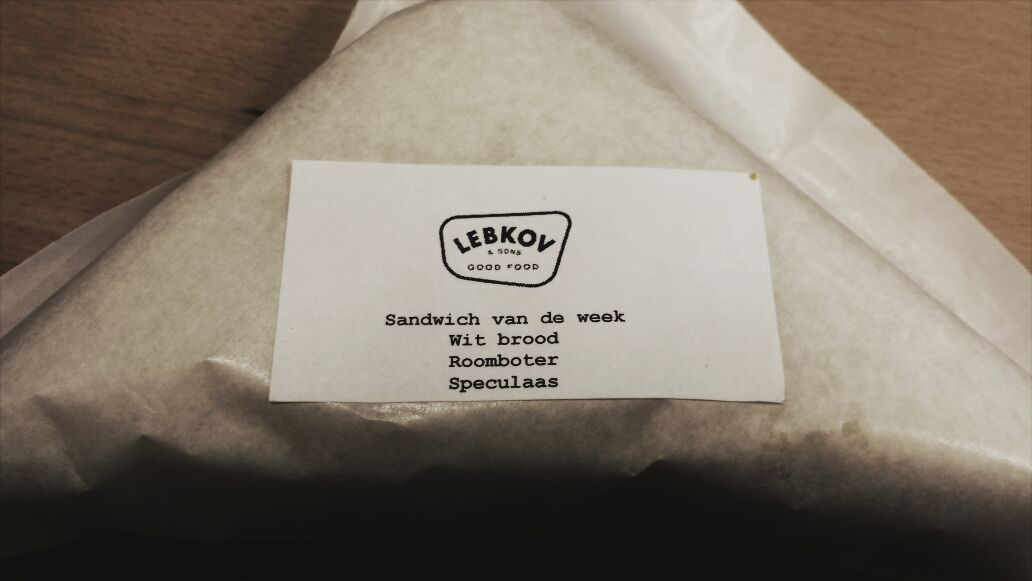 LEBKOV
& SONS
GOOD FOOD
Sandwich van de week
Wit brood
Roomboter
Speculaas